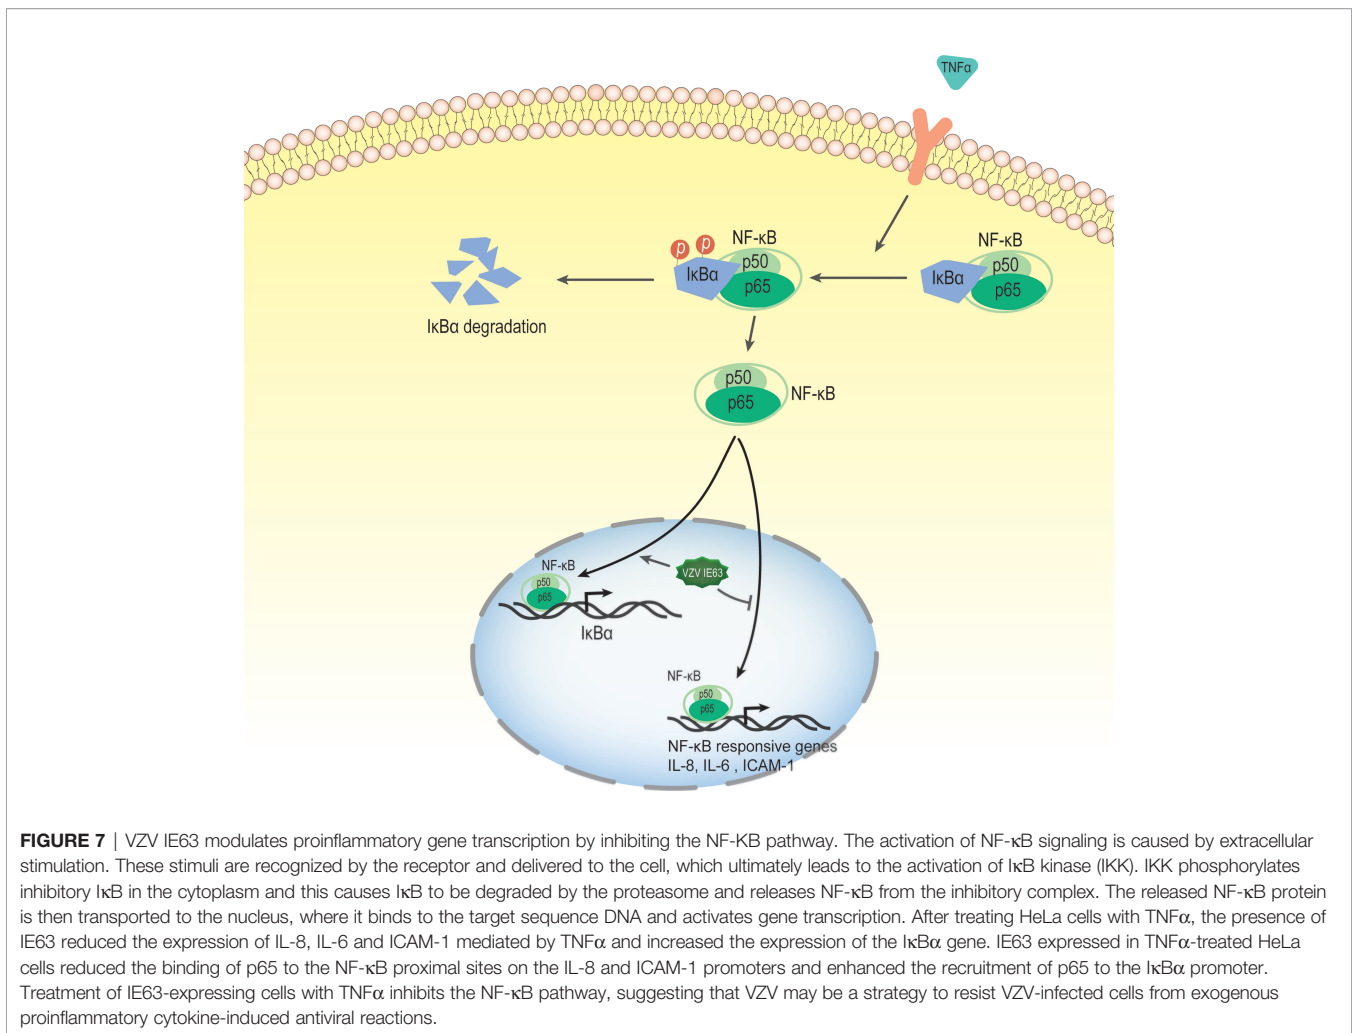 TNFα
NF-κB
p50
IκBα
p65
p
p
NF-κB
p50
IκBα
p65
IκBα degradation
p50
p65
NF-κB
NF-κB
p50
p65
VZV IE63
IκBα
NF-κB
p50
p65
NF-κB responsive genes
IL-8, IL-6 , ICAM-1
FIGURE 7 | VZV IE63 modulates proinflammatory gene transcription by inhibiting the NF-KB pathway. The activation of NF-κB signaling is caused by extracellular
stimulation. These stimuli are recognized by the receptor and delivered to the cell, which ultimately leads to the activation of IκB kinase (IKK). IKK phosphorylates
inhibitory IκB in the cytoplasm and this causes IκB to be degraded by the proteasome and releases NF-κB from the inhibitory complex. The released NF-κB protein
is then transported to the nucleus, where it binds to the target sequence DNA and activates gene transcription. After treating HeLa cells with TNFα, the presence of
IE63 reduced the expression of IL-8, IL-6 and ICAM-1 mediated by TNFα and increased the expression of the IκBα gene. IE63 expressed in TNFα-treated HeLa
cells reduced the binding of p65 to the NF-κB proximal sites on the IL-8 and ICAM-1 promoters and enhanced the recruitment of p65 to the IκBα promoter.
Treatment of IE63-expressing cells with TNFα inhibits the NF-κB pathway, suggesting that VZV may be a strategy to resist VZV-infected cells from exogenous
proinflammatory cytokine-induced antiviral reactions.